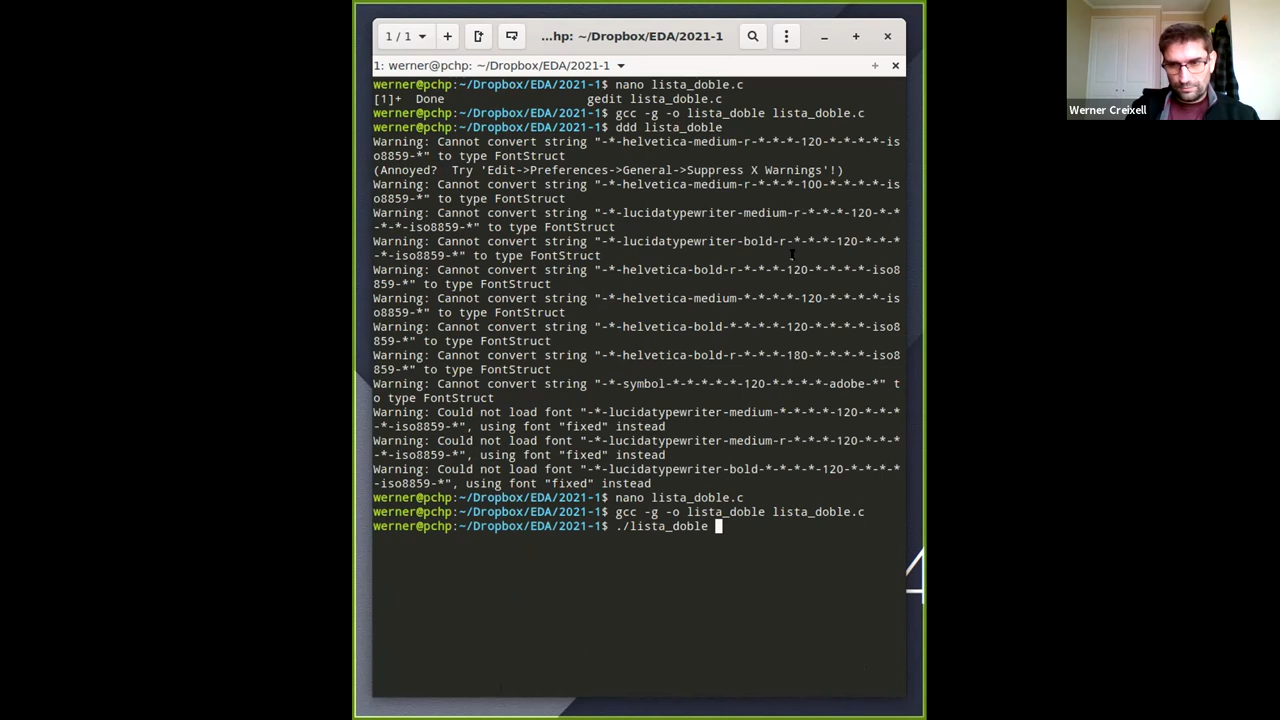 1 / 1
...hp: ~/Dropbox/EDA/2021-1
1: werner@pchp: ~/Dropbox/EDA/2021-1
werner@pchp:~/Dropbox/EDA/2021-1$ nano lista_doble.c
[1]+  Done                    gedit lista_doble.c
werner@pchp:~/Dropbox/EDA/2021-1$ gcc -g -o lista_doble lista_doble.c
werner@pchp:~/Dropbox/EDA/2021-1$ ddd lista_doble
Warning: Cannot convert string "-*-helvetica-medium-r-*-*-*-120-*-*-*-*-is
o8859-*" to type FontStruct
(Annoyed?  Try 'Edit->Preferences->General->Suppress X Warnings'!)
Warning: Cannot convert string "-*-helvetica-medium-r-*-*-*-100-*-*-*-*-is
o8859-*" to type FontStruct
Warning: Cannot convert string "-*-lucidatypewriter-medium-r-*-*-*-120-*-*
-*-*-iso8859-*" to type FontStruct
Warning: Cannot convert string "-*-lucidatypewriter-bold-r-*-*-*-120-*-*-*
-*-iso8859-*" to type FontStruct
Warning: Cannot convert string "-*-helvetica-bold-r-*-*-*-120-*-*-*-*-iso8
859-*" to type FontStruct
Warning: Cannot convert string "-*-helvetica-medium-*-*-*-*-120-*-*-*-*-is
o8859-*" to type FontStruct
Warning: Cannot convert string "-*-helvetica-bold-*-*-*-*-120-*-*-*-*-iso8
859-*" to type FontStruct
Warning: Cannot convert string "-*-helvetica-bold-r-*-*-*-180-*-*-*-*-iso8
859-*" to type FontStruct
Warning: Cannot convert string "-*-symbol-*-*-*-*-*-120-*-*-*-*-adobe-*" t
o type FontStruct
Warning: Could not load font "-*-lucidatypewriter-medium-*-*-*-*-120-*-*-*
-*-iso8859-*", using font "fixed" instead
Warning: Could not load font "-*-lucidatypewriter-medium-r-*-*-*-120-*-*-*
-*-iso8859-*", using font "fixed" instead
Warning: Could not load font "-*-lucidatypewriter-bold-*-*-*-*-120-*-*-*-*
-iso8859-*", using font "fixed" instead
werner@pchp:~/Dropbox/EDA/2021-1$ nano lista_doble.c
werner@pchp:~/Dropbox/EDA/2021-1$ gcc -g -o lista_doble lista_doble.c
werner@pchp:~/Dropbox/EDA/2021-1$ ./lista_doble
Werner Creixell